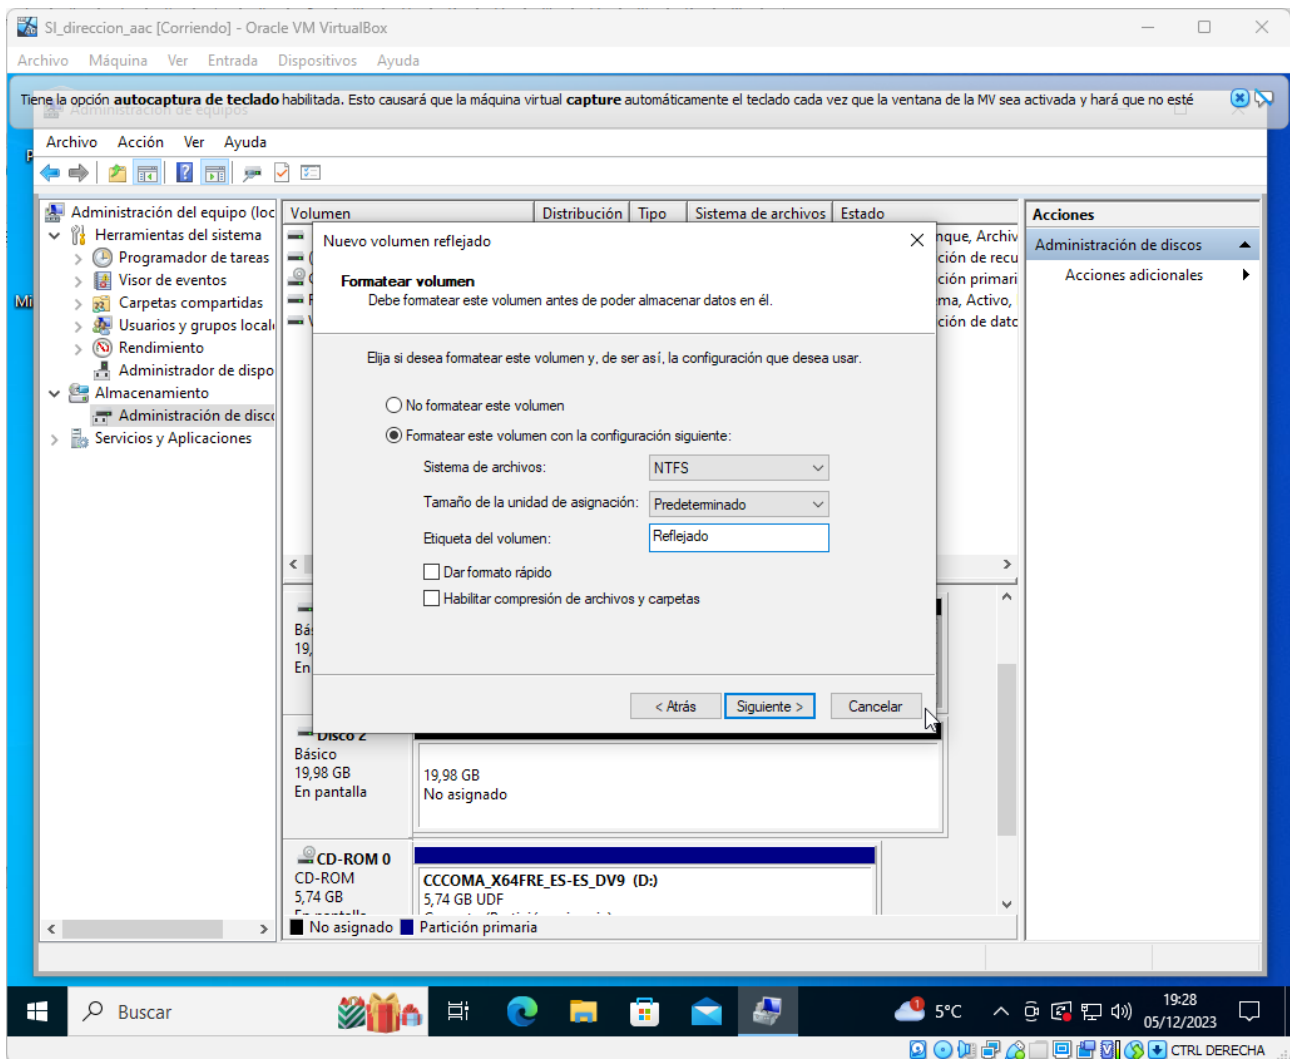 SI_direccion_aac [Corriendo] - Oracle VM VirtualBox
Archivo Máquina Ver Entrada Dispositivos Ayuda
Tiene la opción autocaptura de teclado habilitada. Esto causará que la máquina virtual capture automáticamente el teclado cada vez que la ventana de la MV sea activada y hará que no esté
Administración de equipos
Archivo Acción Ver Ayuda
Administración del equipo (loc
Herramientas del sistema
Programador de tareas
Visor de eventos
Carpetas compartidas
Usuarios y grupos local
Rendimiento
Administrador de dispo
Almacenamiento
Administración de disc
Servicios y Aplicaciones
Volumen Distribución Tipo Sistema de archivos Estado
nque, Archiv
ción de recu
ción primari
ma, Activo,
ción de datc
Nuevo volumen reflejado
Formatear volumen
Debe formatear este volumen antes de poder almacenar datos en él.
Elija si desea formatear este volumen y, de ser así, la configuración que desea usar.
No formatear este volumen
Formatear este volumen con la configuración siguiente:
Sistema de archivos: NTFS
Tamaño de la unidad de asignación: Predeterminado
Etiqueta del volumen: Reflejado
Dar formato rápido
Habilitar compresión de archivos y carpetas
< Atrás Siguiente > Cancelar
Acciones
Administración de discos
Acciones adicionales
Bá
19,
En
Disco 2
Básico
19,98 GB
En pantalla
19,98 GB
No asignado
CD-ROM 0
CD-ROM
5,74 GB
CCCOMA_X64FRE_ES-ES_DV9 (D:)
5,74 GB UDF
No asignado Partición primaria
Buscar
1
5°C
19:28
05/12/2023
CTRL DERECHA